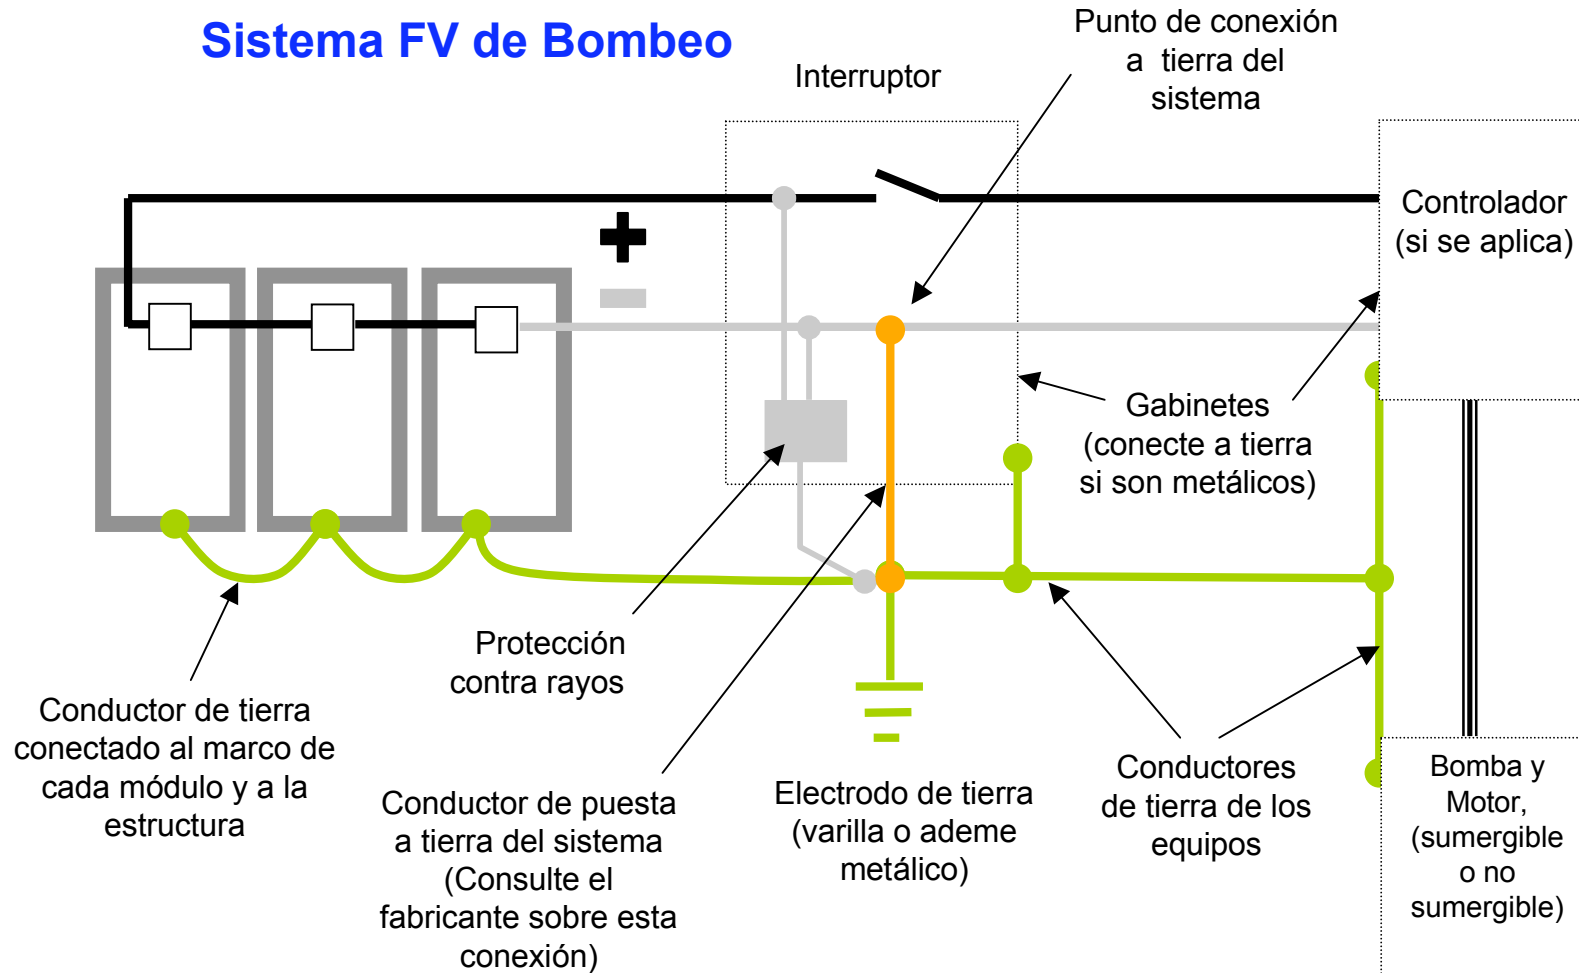 Sistema FV de Bombeo
Punto de conexión
a tierra del
sistema
Interruptor
Controlador
(si se aplica)
+
-
Gabinetes
(conecte a tierra
si son metálicos)
Protección
contra rayos
Conductor de tierra
conectado al marco de
cada módulo y a la
estructura
Conductor de puesta
a tierra del sistema
(Consulte el
fabricante sobre esta
conexión)
Electrodo de tierra
(varilla o ademe
metálico)
Conductores
de tierra de los
equipos
Bomba y
Motor,
(sumergible
o no
sumergible)